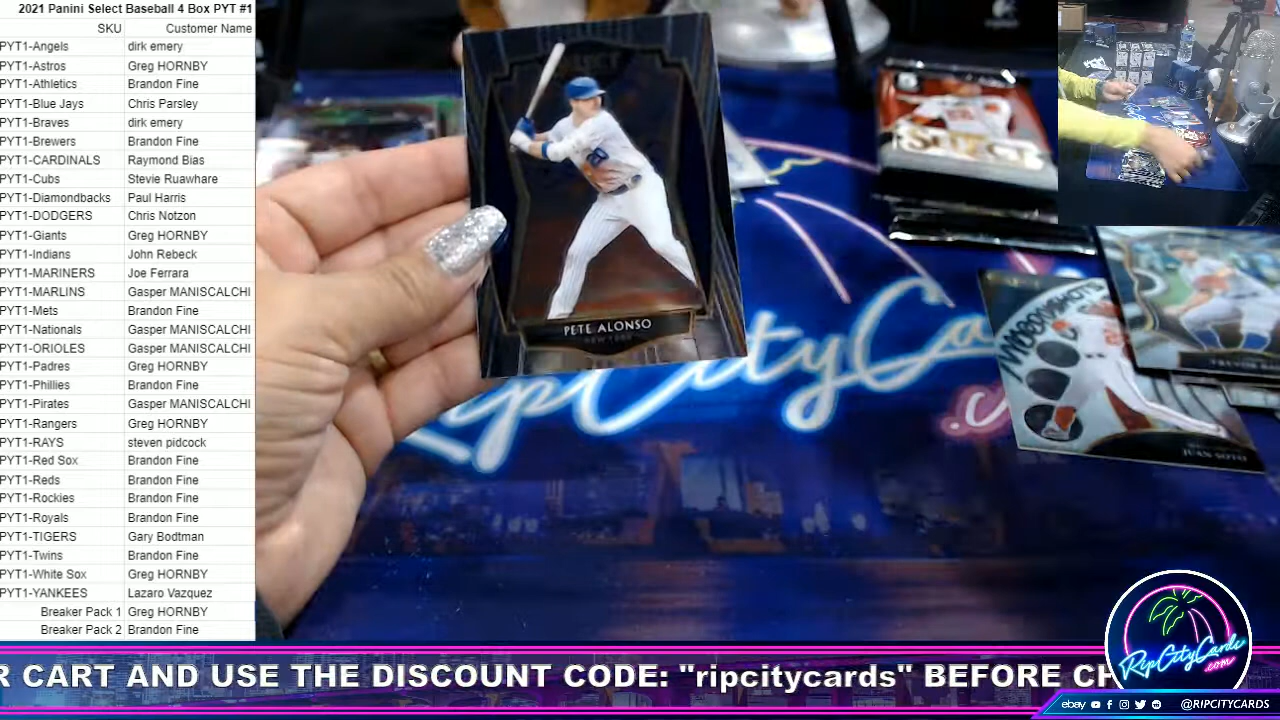 2021 Panini Select Baseball 4 Box PYT #1
SKU Customer Name
PYT1-Angels dirk emery
PYT1-Astros Greg HORNBY
PYT1-Athletics Brandon Fine
PYT1-Blue Jays Chris Parsley
PYT1-Braves dirk emery
PYT1-Brewers Brandon Fine
PYT1-CARDINALS Raymond Bias
PYT1-Cubs Stevie Ruawhare
PYT1-Diamondbacks Paul Harris
PYT1-DODGERS Chris Notzon
PYT1-Giants Greg HORNBY
PYT1-Indians John Rebeck
PYT1-MARINERS Joe Ferrara
PYT1-MARLINS Gasper MANISCALCHI
PYT1-Mets Brandon Fine
PYT1-Nationals Gasper MANISCALCHI
PYT1-ORIOLES Gasper MANISCALCHI
PYT1-Padres Greg HORNBY
PYT1-Phillies Brandon Fine
PYT1-Pirates Gasper MANISCALCHI
PYT1-Rangers Greg HORNBY
PYT1-RAYS steven pidcock
PYT1-Red Sox Brandon Fine
PYT1-Reds Brandon Fine
PYT1-Rockies Brandon Fine
PYT1-Royals Brandon Fine
PYT1-TIGERS Gary Bodtman
PYT1-Twins Brandon Fine
PYT1-White Sox Greg HORNBY
PYT1-YANKEES Lazaro Vazquez
Breaker Pack 1 Greg HORNBY
Breaker Pack 2 Brandon Fine
20
PETE ALONSO
NEW YORK
SELECT
RipCityCa
.c
MOONSHOTS
JUAN SOTO
TREVOR
R CART AND USE THE DISCOUNT CODE: "ripcitycards" BEFORE CH
RipCityCards
.com
ebay @RIPCITYCARDS